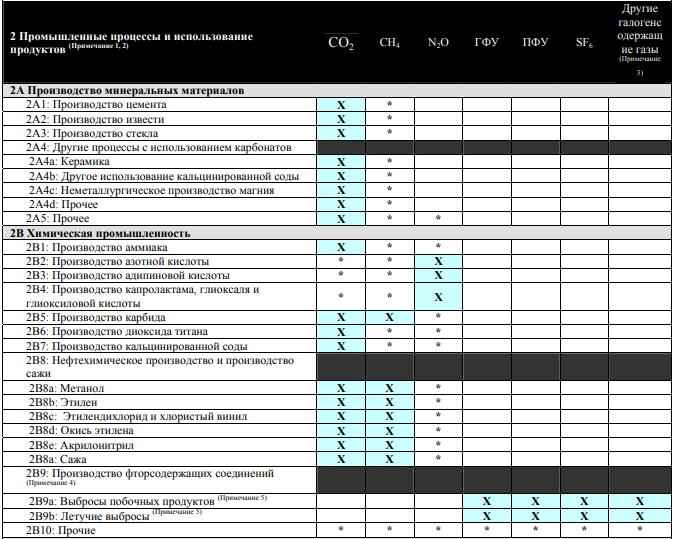 2 Промышленные процессы и использование продуктов (Примечание 1, 2) CO2 CH4 N2O ГФУ ПФУ SF6 Другие галогенсодержащие газы (Примечание 3)
2A Производство минеральных материалов
2A1: Производство цемента X *
2A2: Производство извести X *
2A3: Производство стекла X *
2A4: Другие процессы с использованием карбонатов
2A4a: Керамика X *
2A4b: Другое использование кальцинированной соды X *
2A4c: Неметаллургическое производство магния X *
2A4d: Прочее X *
2A5: Прочее X * *
2B Химическая промышленность
2B1: Производство аммиака X * *
2B2: Производство азотной кислоты * * X
2B3: Производство адипиновой кислоты * * X
2B4: Производство капролактама, глиоксаля и глиоксиловой кислоты * * X
2B5: Производство карбида X X *
2B6: Производство диоксида титана X * *
2B7: Производство кальцинированной соды X * *
2B8: Нефтехимическое производство и производство сажи
2B8a: Метанол X X *
2B8b: Этилен X X *
2B8c: Этилендихлорид и хлористый винил X X *
2B8d: Окись этилена X X *
2B8e: Акрилонитрил X X *
2B8a: Сажа X X *
2B9: Производство фторсодержащих соединений (Примечание 4)
2B9a: Выбросы побочных продуктов (Примечание 5) X X X X
2B9b: Летучие выбросы (Примечание 5) X X X X
2B10: Прочие * * * * * * *